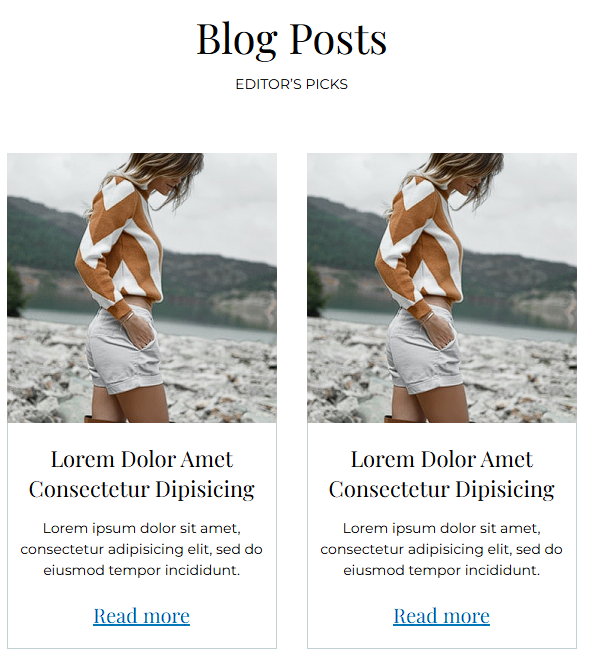 Blog Posts
EDITOR'S PICKS
Lorem Dolor Amet
Consectetur Dipisicing
Lorem ipsum dolor sit amet,
consectetur adipisicing elit, sed do
eiusmod tempor incididunt.
Read more
Lorem Dolor Amet
Consectetur Dipisicing
Lorem ipsum dolor sit amet,
consectetur adipisicing elit, sed do
eiusmod tempor incididunt.
Read more